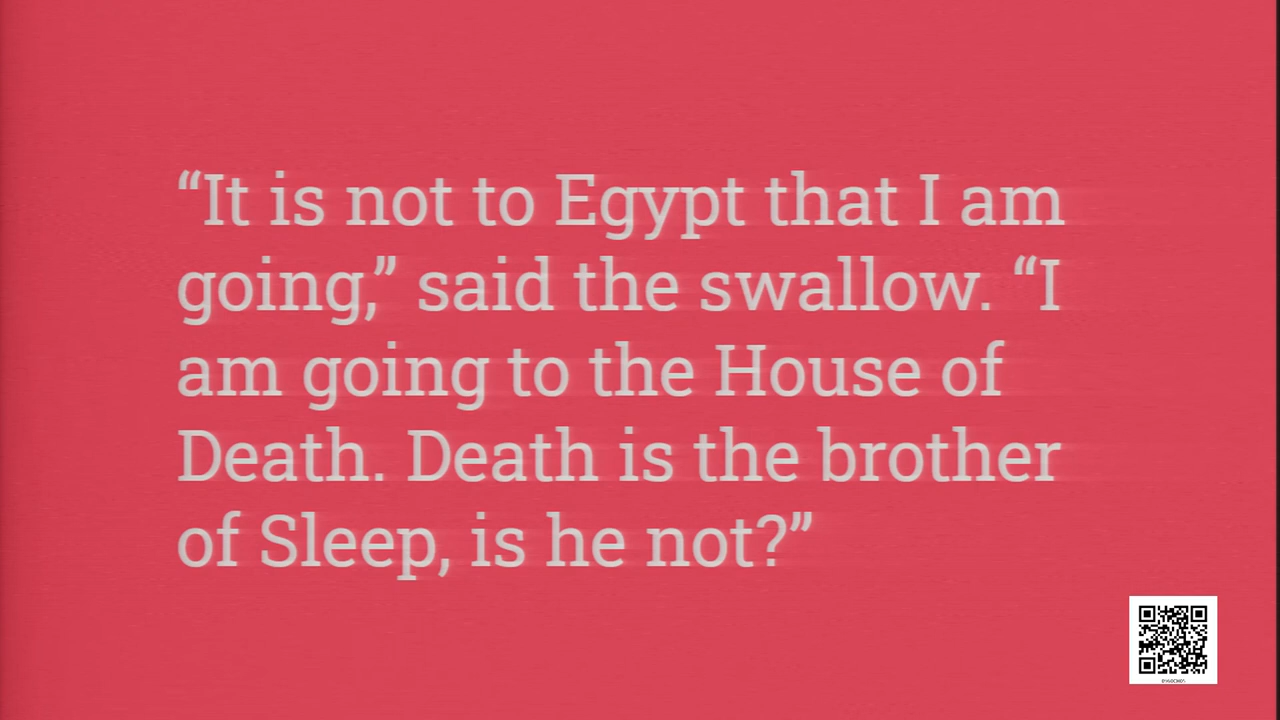 “It is not to Egypt that I am
going,” said the swallow. “I
am going to the House of
Death. Death is the brother
of Sleep, is he not?”